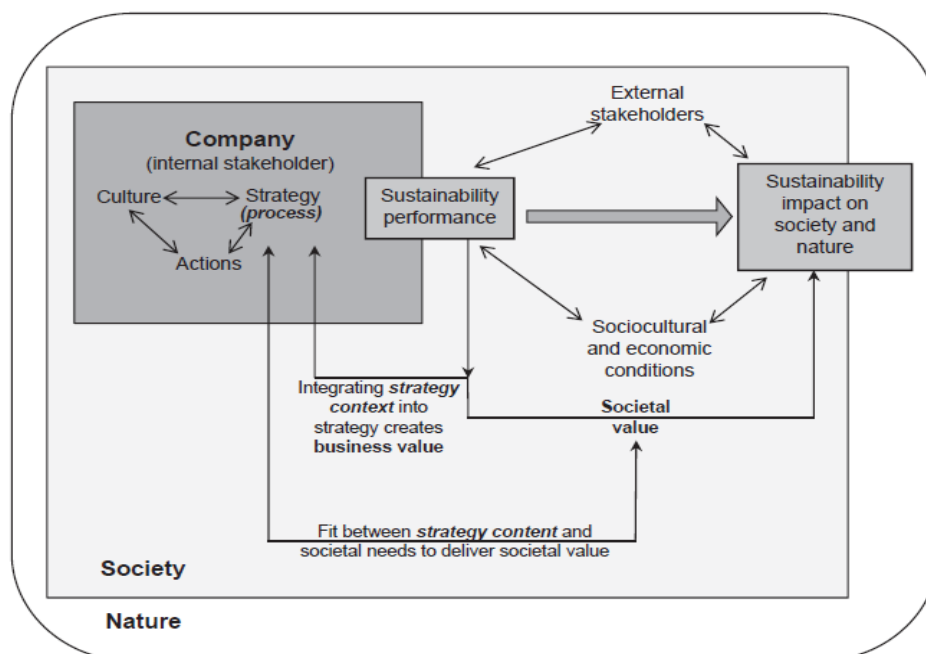 External
stakeholders
Company
(internal stakeholder)
Culture
Strategy
(process)
Actions
Sustainability
performance
Sustainability
impact on
society and
nature
Sociocultural
and economic
conditions
Integrating strategy
context into
strategy creates
business value
Societal
value
Fit between strategy content and
societal needs to deliver societal value
Society
Nature